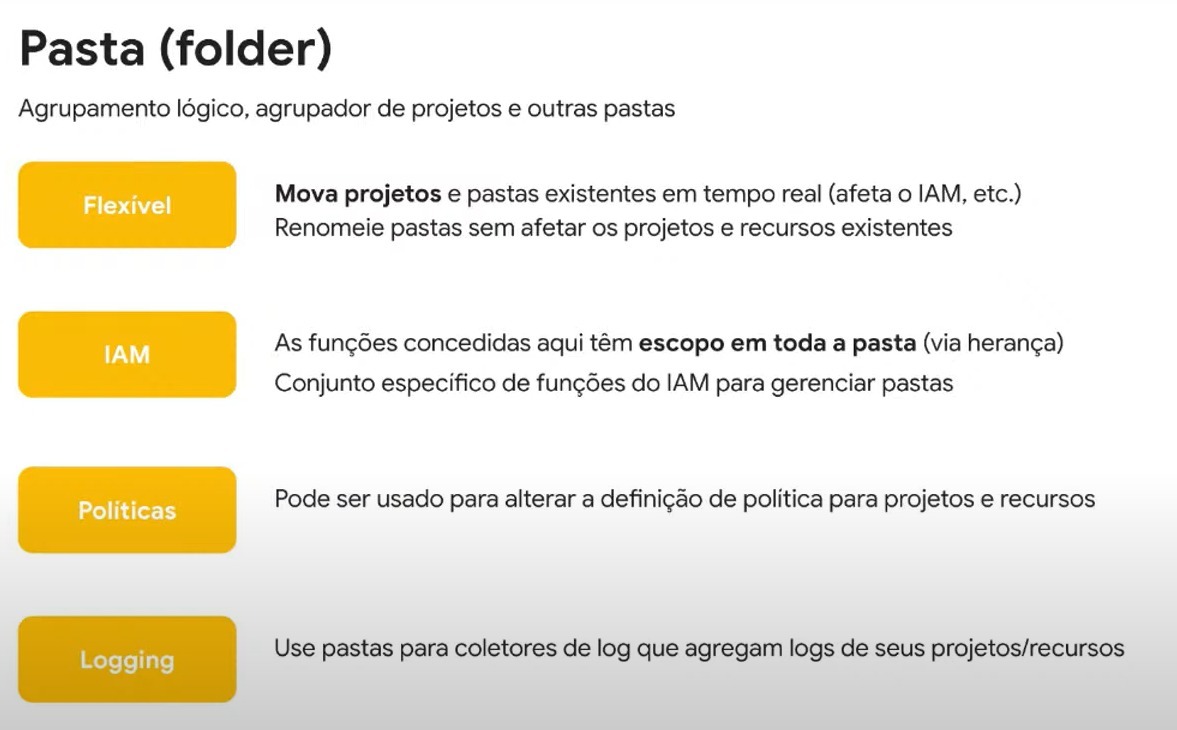 Pasta (folder)
Agrupamento lógico, agrupador de projetos e outras pastas
Flexível
Mova projetos e pastas existentes em tempo real (afeta o IAM, etc.)
Renomeie pastas sem afetar os projetos e recursos existentes
IAM
As funções concedidas aqui têm escopo em toda a pasta (via herança)
Conjunto específico de funções do IAM para gerenciar pastas
Políticas
Pode ser usado para alterar a definição de política para projetos e recursos
Logging
Use pastas para coletores de log que agregam logs de seus projetos/recursos